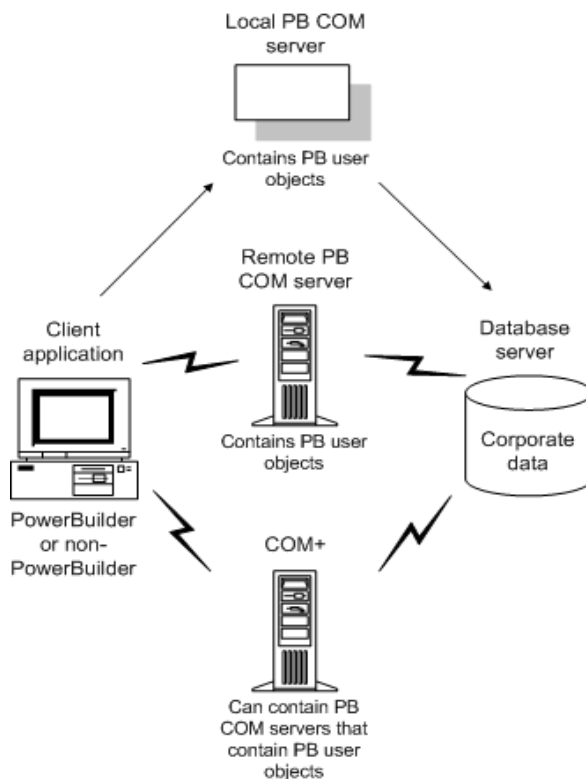 Local PB COM
server
Contains PB user
objects
Remote PB
COM server
Contains PB user
objects
Client
application
PowerBuilder
or non-
PowerBuilder
Database
server
Corporate
data
COM+
Can contain PB
COM servers that
contain PB user
objects